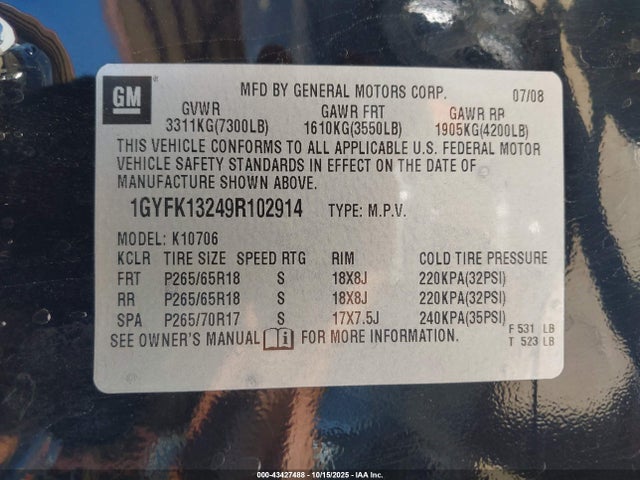 GM
MFD BY GENERAL MOTORS CORP. 07/08
GVWR GAWR FRT GAWR RR
3311KG(7300LB) 1610KG(3550LB) 1905KG(4200LB)
THIS VEHICLE CONFORMS TO ALL APPLICABLE U.S. FEDERAL MOTOR
VEHICLE SAFETY STANDARDS IN EFFECT ON THE DATE OF
MANUFACTURE SHOWN ABOVE.
1GYFK13249R102914 TYPE: M.P.V.
MODEL: K10706
KCLR TIRE SIZE SPEED RTG RIM COLD TIRE PRESSURE
FRT P265/65R18 S 18X8J 220KPA(32PSI)
RR P265/65R18 S 18X8J 220KPA(32PSI)
SPA P265/70R17 S 17X7.5J 240KPA(35PSI)
F 531 LB
T 523 LB
SEE OWNER'S MANUAL FOR MORE INFORMATION.
000-43427488 - 10/15/2025 - IAA Inc.